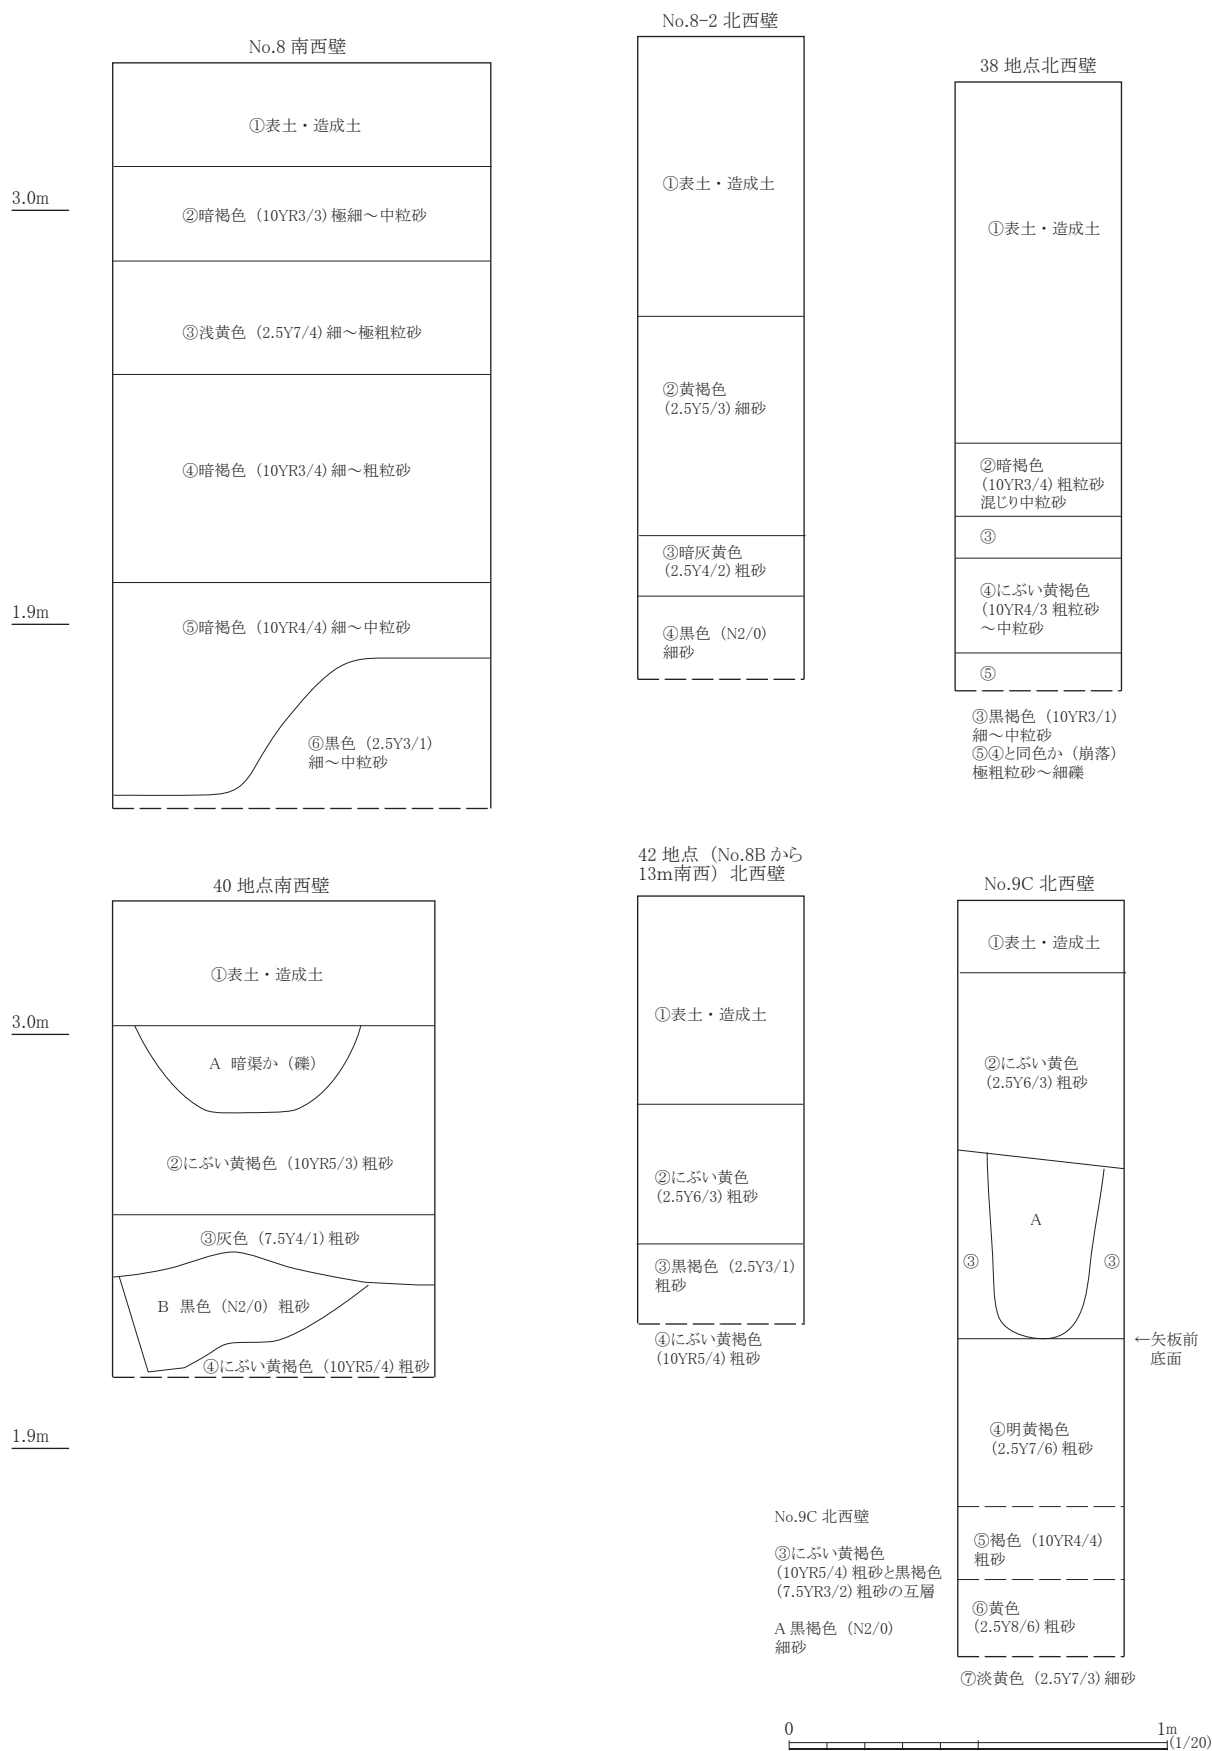 No.8 南西壁
①表土・造成土
3.0m
②暗褐色（10YR3/3）極細～中粒砂
③浅黄色（2.5Y7/4）細～極粗粒砂
④暗褐色（10YR3/4）細～粗粒砂
1.9m
⑤暗褐色（10YR4/4）細～中粒砂
⑥黒色（2.5Y3/1）
細～中粒砂
No.8-2 北西壁
①表土・造成土
②黄褐色
（2.5Y5/3）細砂
③暗灰黄色
（2.5Y4/2）粗砂
④黒色（N2/0）
細砂
38 地点北西壁
①表土・造成土
②暗褐色
（10YR3/4）粗粒砂
混じり中粒砂
③
④にぶい黄褐色
（10YR4/3 粗粒砂
～中粒砂
⑤
③黒褐色（10YR3/1）
細～中粒砂
⑤④と同色か（崩落）
極粗粒砂～細礫
40 地点南西壁
①表土・造成土
3.0m
A 暗渠か（礫）
②にぶい黄褐色（10YR5/3）粗砂
③灰色（7.5Y4/1）粗砂
B 黒色（N2/0）粗砂
④にぶい黄褐色（10YR5/4）粗砂
1.9m
42 地点（No.8B から
13m南西）北西壁
①表土・造成土
②にぶい黄色
（2.5Y6/3）粗砂
③黒褐色（2.5Y3/1）
粗砂
④にぶい黄褐色
（10YR5/4）粗砂
No.9C 北西壁
①表土・造成土
②にぶい黄色
（2.5Y6/3）粗砂
A
③
③
←矢板前
底面
④明黄褐色
（2.5Y7/6）粗砂
⑤褐色（10YR4/4）
粗砂
⑥黄色
（2.5Y8/6）粗砂
⑦淡黄色（2.5Y7/3）細砂
No.9C 北西壁
③にぶい黄褐色
（10YR5/4）粗砂と黒褐色
（7.5YR3/2）粗砂の互層
A 黒褐色（N2/0）
細砂
0
1m
(1/20)